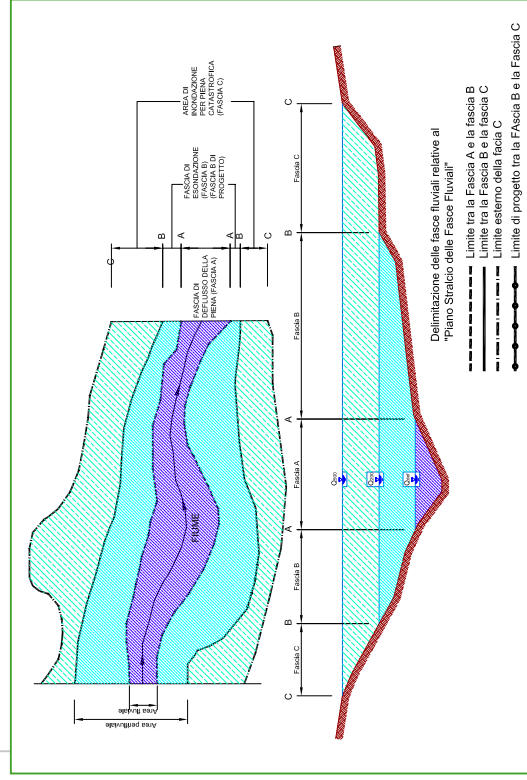 Area perifluviale
Area fluviale
FIUME
C
B
A
A
B
C
FASCIA DI
DEFLUSSO DELLA
PIENA (FASCIA A)
FASCIA DI
ESONDAZIONE
(FASCIA B)
(FASCIA B DI
PROGETTO)
AREA DI
INONDAZIONE
PER PIENA
CATASTROFICA
(FASCIA C)
C
Fascia C
B
Fascia B
A
Fascia A
A
Fascia B
B
Fascia C
C
Delimitazione delle fasce fluviali relative al
"Piano Stralcio delle Fasce Fluviali"
Limite tra la Fascia A e la fascia B
Limite tra la Fascia B e la fascia C
Limite esterno della facia C
Limite di progetto tra la FAscia B e la Fascia C